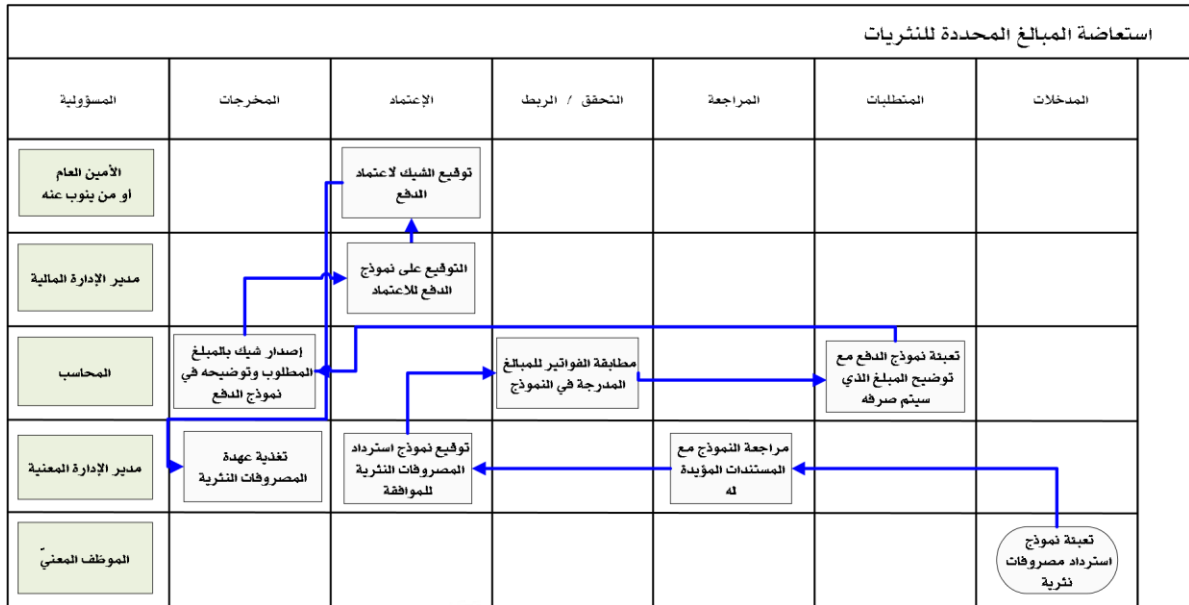 استعاضة المبالغ المحددة للنثريات
المدخلات
المتطلبات
المراجعة
التحقق / الربط
الإعتماد
المخرجات
المسؤولية
توقيع الشيك لاعتماد
الدفع
الأمين العام
او من ينوب عنه
التوقيع على نموذج
الدفع للاعتماد
مدير الإدارة المالية
تعبئة نموذج الدفع مع
توضيح المبلغ الذي
سيتم صرفه
مطابقة الفواتير للمبالغ
المدرجة في النموذج
إصدار شيك بالمبلغ
المطلوب وتوضيحه في
نموذج الدفع
المحاسب
مراجعة النموذج مع
المستندات المؤيدة
له
توقيع نموذج استرداد
المصروفات النثرية
للموافقة
تغذية عهدة
المصروفات النثرية
مدير الإدارة المعنية
تعبئة نموذج
استرداد مصروفات
نثرية
الموظف المعنيّ